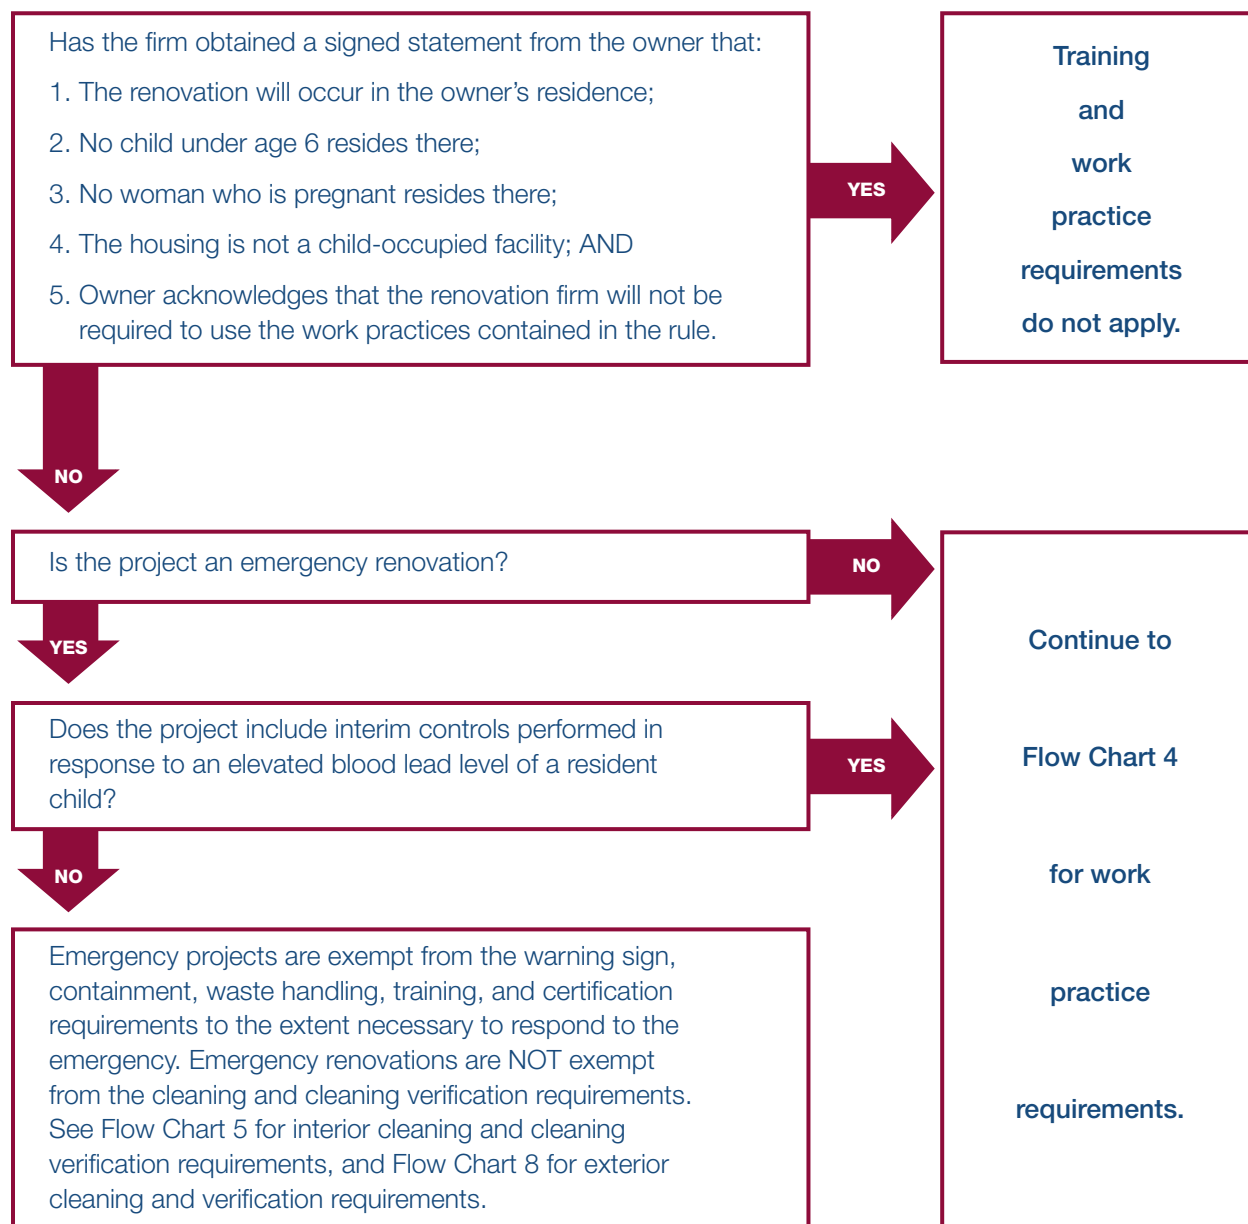 Has the firm obtained a signed statement from the owner that:
1. The renovation will occur in the owner’s residence;
2. No child under age 6 resides there;
3. No woman who is pregnant resides there;
4. The housing is not a child-occupied facility; AND
5. Owner acknowledges that the renovation firm will not be
required to use the work practices contained in the rule.
YES
Training
and
work
practice
requirements
do not apply.
NO
Is the project an emergency renovation?
NO
YES
Does the project include interim controls performed in
response to an elevated blood lead level of a resident
child?
YES
Continue to
Flow Chart 4
for work
practice
requirements.
NO
Emergency projects are exempt from the warning sign,
containment, waste handling, training, and certification
requirements to the extent necessary to respond to the
emergency. Emergency renovations are NOT exempt
from the cleaning and cleaning verification requirements.
See Flow Chart 5 for interior cleaning and cleaning
verification requirements, and Flow Chart 8 for exterior
cleaning and verification requirements.